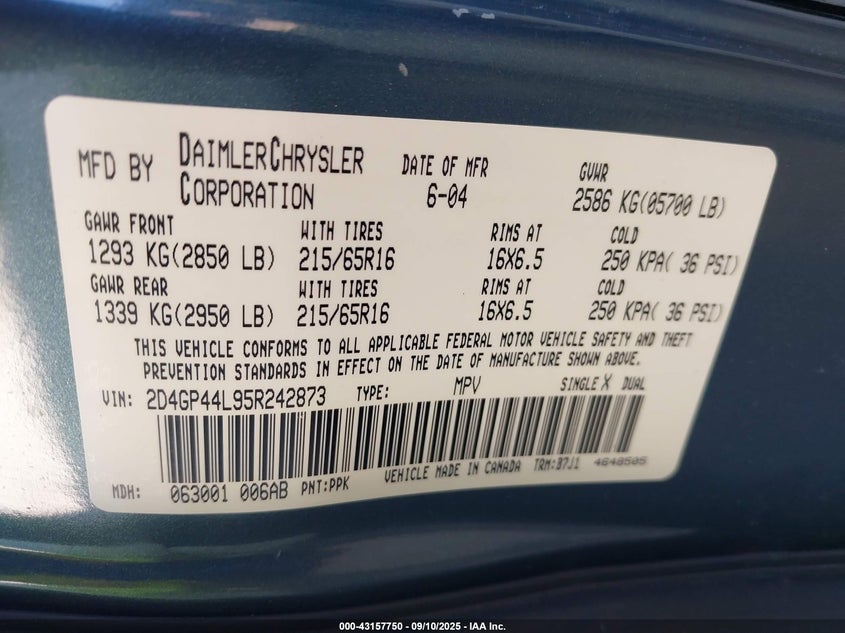 MFD BY DAIMLERCHRYSLER CORPORATION DATE OF MFR 6-04 GVWR 2586 KG(05700 LB)
GAWR FRONT WITH TIRES RIMS AT COLD
1293 KG(2850 LB) 215/65R16 16X6.5 250 KPA( 36 PSI)
GAWR REAR WITH TIRES RIMS AT COLD
1339 KG(2950 LB) 215/65R16 16X6.5 250 KPA( 36 PSI)
THIS VEHICLE CONFORMS TO ALL APPLICABLE FEDERAL MOTOR VEHICLE SAFETY AND THEFT
PREVENTION STANDARDS IN EFFECT ON THE DATE OF MANUFACTURE SHOWN ABOVE.
VIN: 2D4GP44L95R242873 TYPE: MPV SINGLE X DUAL
MDH: 063001 006AB PNT:PPK VEHICLE MADE IN CANADA TRM:B7J1 4648505
000-43157750 - 09/10/2025 - IAA Inc.